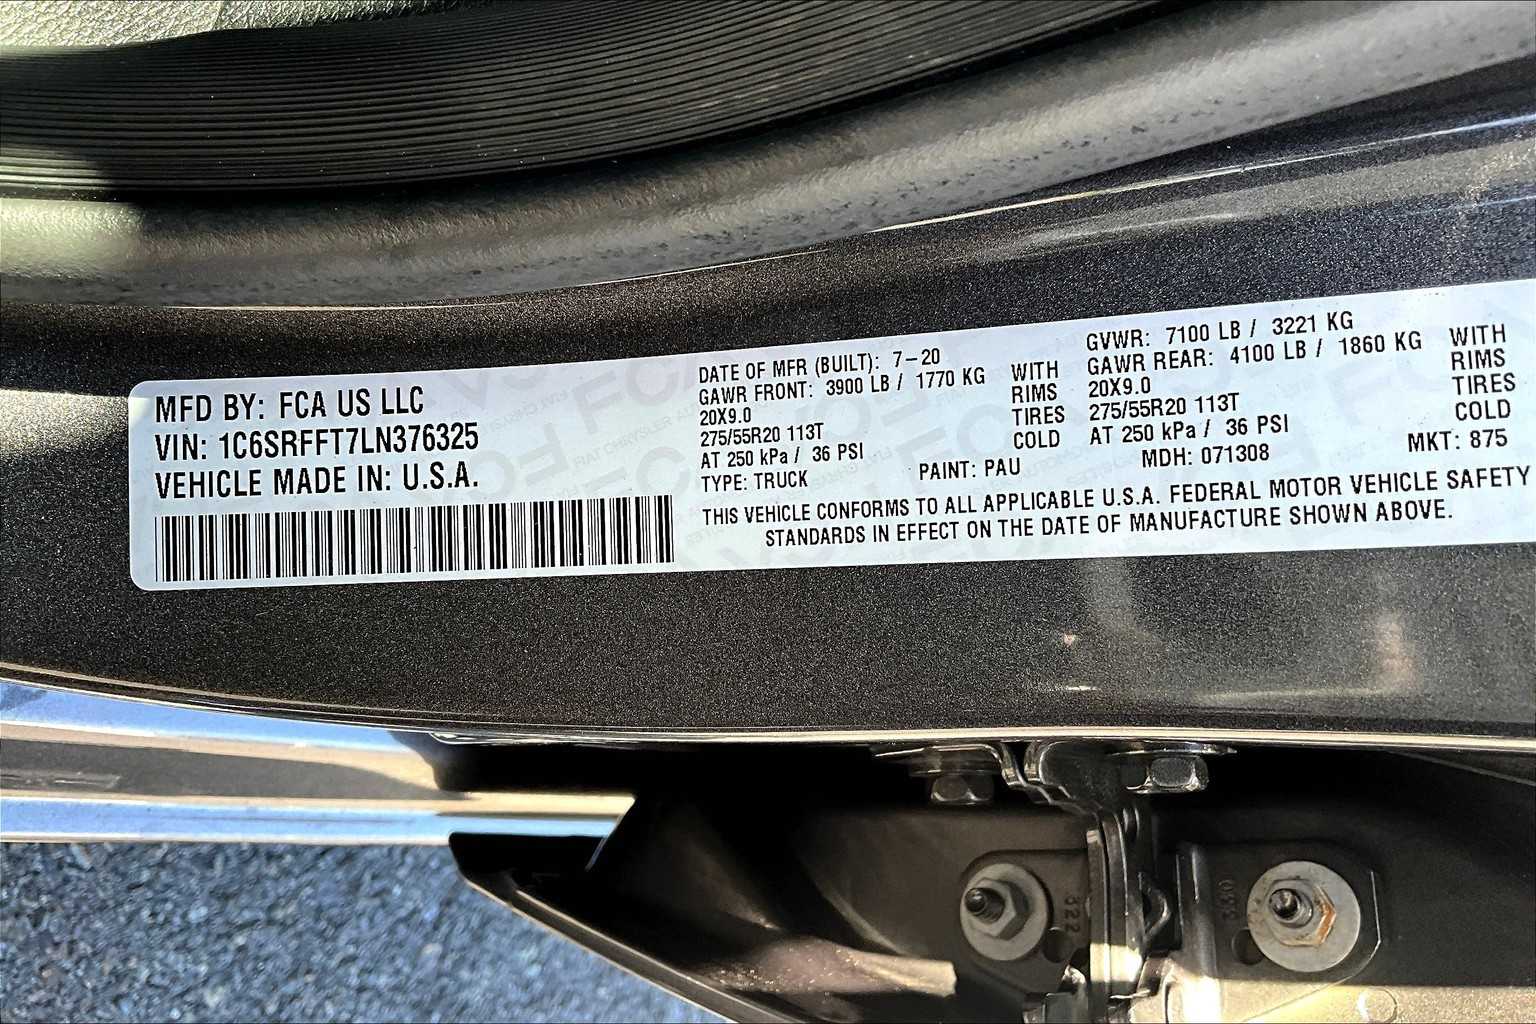 MFD BY: FCA US LLC
VIN: 1C6SRFFT7LN376325
VEHICLE MADE IN: U.S.A.
DATE OF MFR (BUILT): 7-20
GAWR FRONT: 3900 LB / 1770 KG WITH
20X9.0 RIMS
275/55R20 113T TIRES
AT 250 kPa / 36 PSI COLD
TYPE: TRUCK
PAINT: PAU
GVWR: 7100 LB / 3221 KG
GAWR REAR: 4100 LB / 1860 KG WITH
20X9.0 RIMS
275/55R20 113T TIRES
AT 250 kPa / 36 PSI COLD
MDH: 071308
MKT: 875
THIS VEHICLE CONFORMS TO ALL APPLICABLE U.S.A. FEDERAL MOTOR VEHICLE SAFETY
STANDARDS IN EFFECT ON THE DATE OF MANUFACTURE SHOWN ABOVE.
322
330